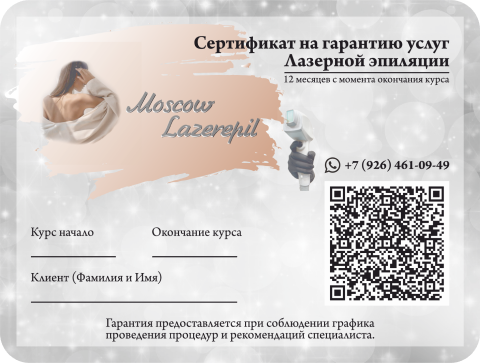 Сертификат на гарантию услуг
Лазерной эпиляции
12 месяцев с момента окончания курса
Moscow
Lazerepil
+7 (926) 461-09-49
Курс начало
Окончание курса
Клиент (Фамилия и Имя)
Гарантия предоставляется при соблюдении графика
проведения процедур и рекомендаций специалиста.